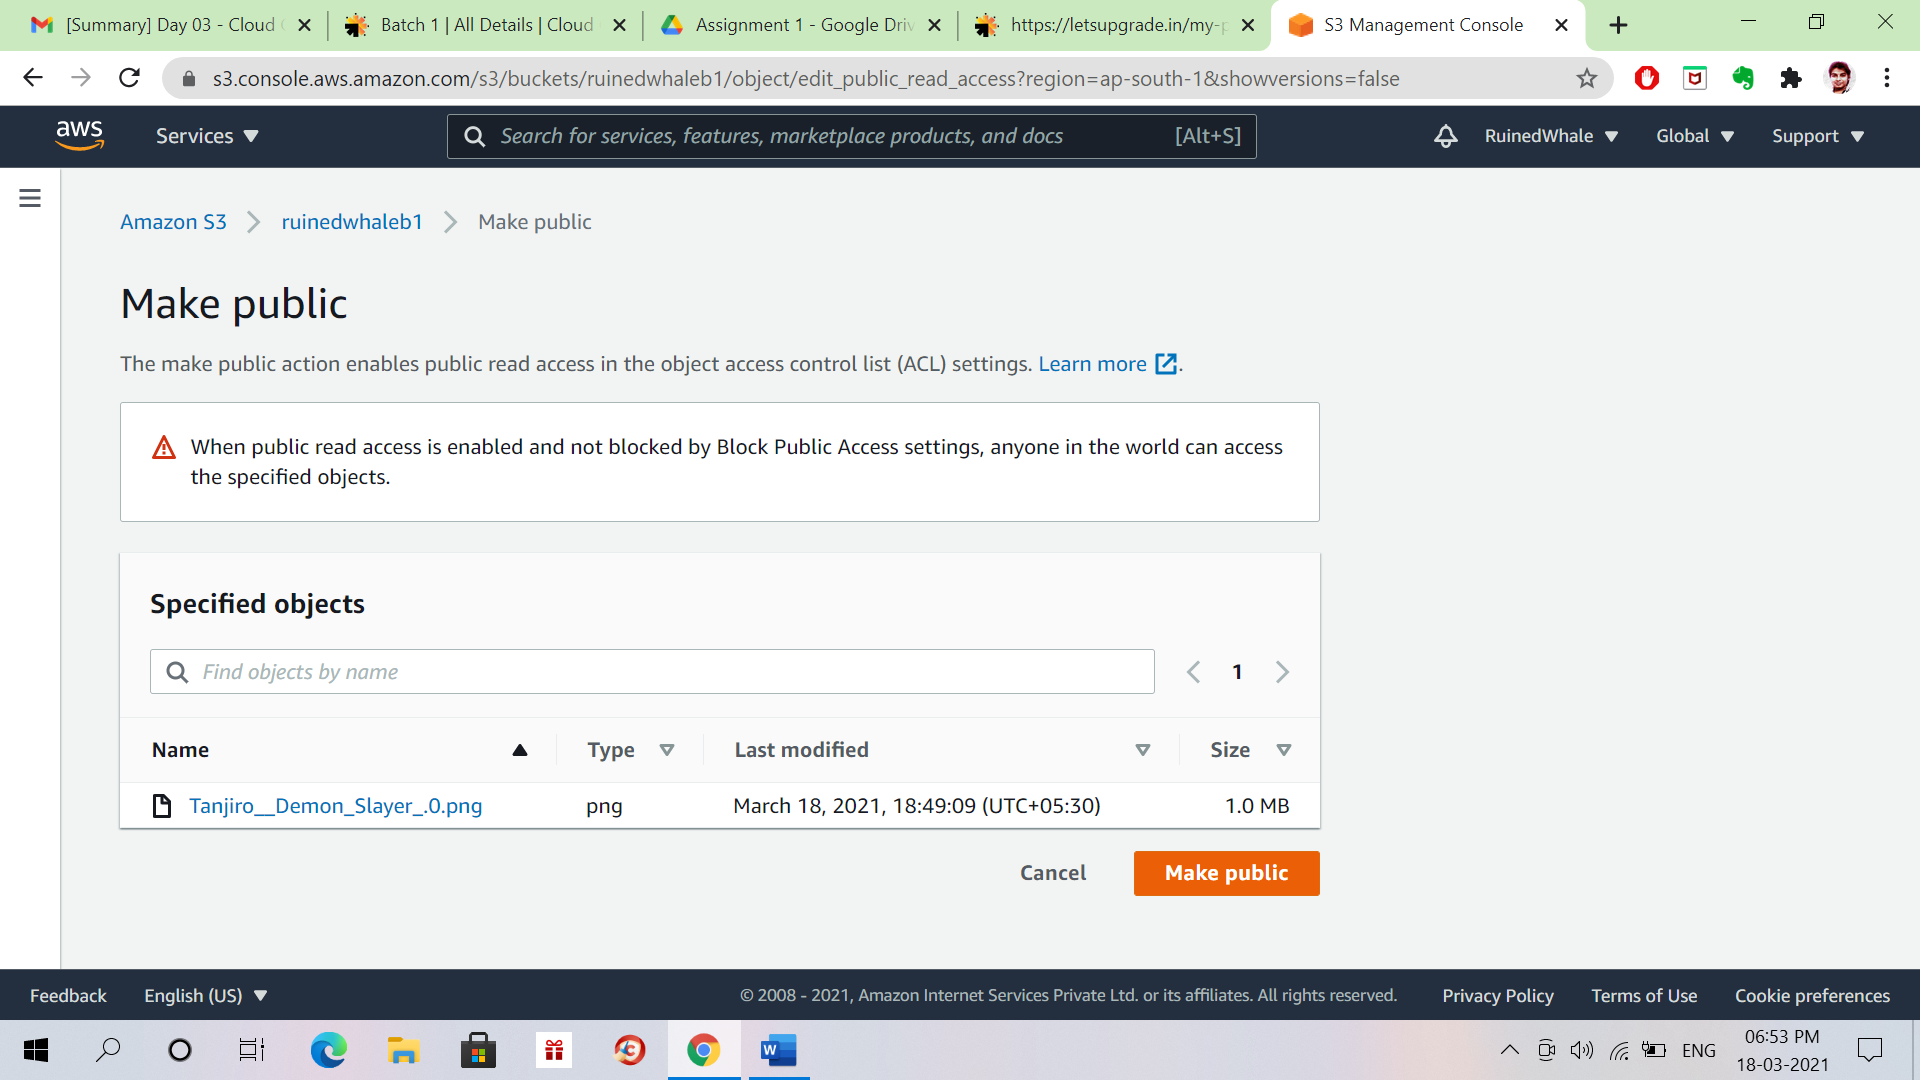 [Summary] Day 03 - Cloud
Batch 1 | All Details | Cloud
Assignment 1 - Google Driv
https://letsupgrade.in/my-p
S3 Management Console
s3.console.aws.amazon.com/s3/buckets/ruinedwhaleb1/object/edit_public_read_access?region=ap-south-1&showversions=false
aws
Services
Search for services, features, marketplace products, and docs
[Alt+S]
RuinedWhale
Global
Support
Amazon S3
ruinedwhaleb1
Make public
Make public
The make public action enables public read access in the object access control list (ACL) settings. Learn more.
When public read access is enabled and not blocked by Block Public Access settings, anyone in the world can access
the specified objects.
Specified objects
Find objects by name
1
Name
Type
Last modified
Size
Tanjiro__Demon_Slayer_.0.png
png
March 18, 2021, 18:49:09 (UTC+05:30)
1.0 MB
Cancel
Make public
Feedback
English (US)
© 2008 - 2021, Amazon Internet Services Private Ltd. or its affiliates. All rights reserved.
Privacy Policy
Terms of Use
Cookie preferences
ENG
06:53 PM
18-03-2021